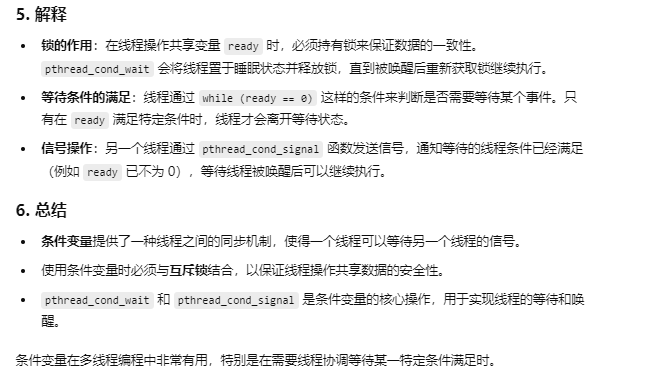 5. 解释
• 锁的作用：在线程操作共享变量 ready 时，必须持有锁来保证数据的一致性。
pthread_cond_wait 会将线程置于睡眠状态并释放锁，直到被唤醒后重新获取锁继续执行。
• 等待条件的满足：线程通过 while (ready == 0) 这样的条件来判断是否需要等待某个事件。只
有在 ready 满足特定条件时，线程才会离开等待状态。
• 信号操作：另一个线程通过 pthread_cond_signal 函数发送信号，通知等待的线程条件已经满足
（例如 ready 已不为 0），等待线程被唤醒后可以继续执行。
6. 总结
• 条件变量提供了一种线程之间的同步机制，使得一个线程可以等待另一个线程的信号。
• 使用条件变量时必须与互斥锁结合，以保证线程操作共享数据的安全性。
• pthread_cond_wait 和 pthread_cond_signal 是条件变量的核心操作，用于实现线程的等待和唤
醒。
条件变量在多线程编程中非常有用，特别是在需要线程协调等待某一特定条件满足时。